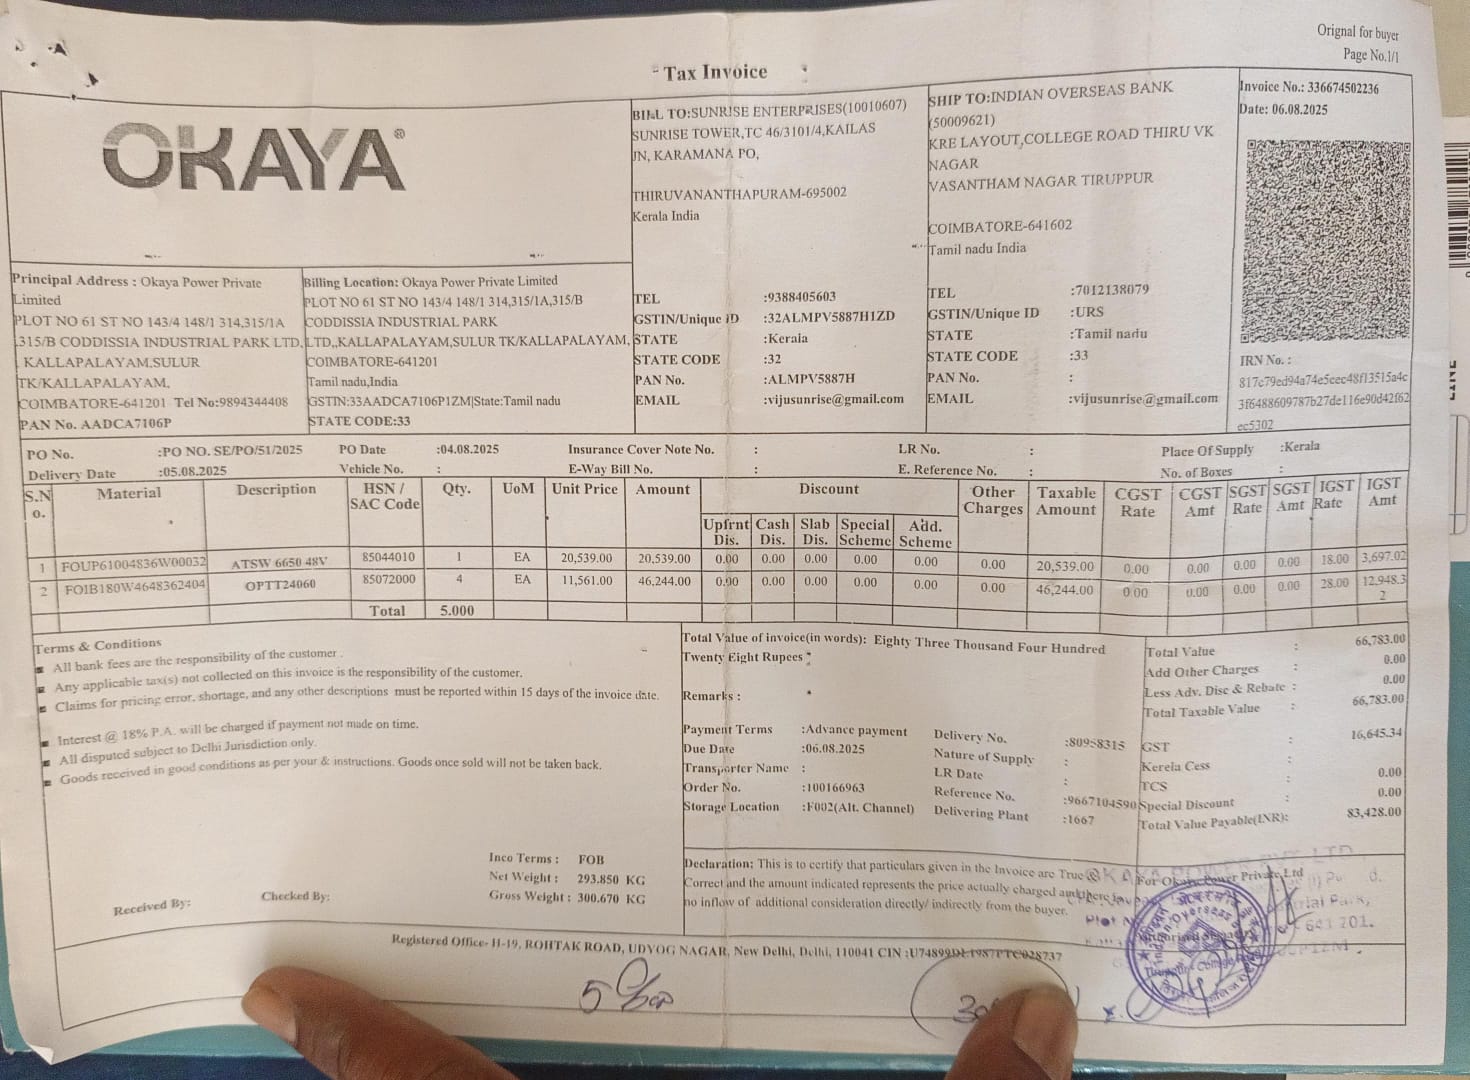 Orignal for buyer
Page No.1/1
Tax Invoice
OKAYA®
BILL TO:SUNRISE ENTERPRISES(10010607)
SUNRISE TOWER,TC 46/3101/4,KAILAS
JN, KARAMANA PO,
THIRUVANANTHAPURAM-695002
Kerala India
TEL :9388405603
GSTIN/Unique ID :32ALMPV5887H1ZD
STATE :Kerala
STATE CODE :32
PAN No. :ALMPV5887H
EMAIL :vijusunrise@gmail.com
SHIP TO:INDIAN OVERSEAS BANK
(50009621)
KRE LAYOUT,COLLEGE ROAD THIRU VK
NAGAR
VASANTHAM NAGAR TIRUPPUR
COIMBATORE-641602
Tamil nadu India
TEL :7012138079
GSTIN/Unique ID :URS
STATE :Tamil nadu
STATE CODE :33
PAN No. :
EMAIL :vijusunrise@gmail.com
Invoice No.: 336674502236
Date: 06.08.2025
IRN No. :
817c79ed94a74e5cec48f13515a4c
3f6488609787b27de116e90d42f62
ec5302
Principal Address : Okaya Power Private
Limited
PLOT NO 61 ST NO 143/4 148/1 314,315/1A
,315/B CODDISSIA INDUSTRIAL PARK LTD,
, KALLAPALAYAM,SULUR
TK/KALLAPALAYAM,
COIMBATORE-641201 Tel No:9894344408
PAN No. AADCA7106P
Billing Location: Okaya Power Private Limited
PLOT NO 61 ST NO 143/4 148/1 314,315/1A,315/B
CODDISSIA INDUSTRIAL PARK
LTD,,KALLAPALAYAM,SULUR TK/KALLAPALAYAM,
COIMBATORE-641201
Tamil nadu,India
GSTIN:33AADCA7106P1ZM|State:Tamil nadu
STATE CODE:33
PO No. :PO NO. SE/PO/51/2025 PO Date :04.08.2025 Insurance Cover Note No. : LR No. : Place Of Supply :Kerala
Delivery Date :05.08.2025 Vehicle No. : E-Way Bill No. : E. Reference No. : No. of Boxes :
S.No. Material Description HSN / SAC Code Qty. UoM Unit Price Amount Discount Other Charges Taxable Amount CGST Rate CGST Amt SGST Rate SGST Amt IGST Rate IGST Amt
Upfrnt Dis. Cash Dis. Slab Dis. Special Scheme Add. Scheme
1 FOUP61004836W00032 ATSW 6650 48V 85044010 1 EA 20,539.00 20,539.00 0.00 0.00 0.00 0.00 0.00 0.00 20,539.00 0.00 0.00 0.00 0.00 18.00 3,697.02
2 FOIB180W4648362404 OPTT24060 85072000 4 EA 11,561.00 46,244.00 0.00 0.00 0.00 0.00 0.00 0.00 46,244.00 0.00 0.00 0.00 0.00 28.00 12,948.32
Total 5.000
Terms & Conditions
All bank fees are the responsibility of the customer .
Any applicable tax(s) not collected on this invoice is the responsibility of the customer.
Claims for pricing error, shortage, and any other descriptions must be reported within 15 days of the invoice date.
Interest @ 18% P.A. will be charged if payment not made on time.
All disputed subject to Delhi Jurisdiction only.
Goods received in good conditions as per your & instructions. Goods once sold will not be taken back.
Inco Terms : FOB
Net Weight : 293.850 KG
Gross Weight : 300.670 KG
Received By: Checked By:
Total Value of invoice(in words): Eighty Three Thousand Four Hundred
Twenty Eight Rupees
Remarks :
Payment Terms :Advance payment
Due Date :06.08.2025
Transporter Name :
Order No. :100166963
Storage Location :F002(Alt. Channel)
Delivery No. :80958315
Nature of Supply :
LR Date :
Reference No. :9667104590
Delivering Plant :1667
Total Value : 66,783.00
Add Other Charges : 0.00
Less Adv. Disc & Rebate : 0.00
Total Taxable Value : 66,783.00
GST : 16,645.34
Kerela Cess :
TCS : 0.00
Special Discount : 0.00
Total Value Payable(INR): 83,428.00
Declaration: This is to certify that particulars given in the Invoice are True &
Correct and the amount indicated represents the price actually charged and there is
no inflow of additional consideration directly/ indirectly from the buyer.
For Okaya Power Private Ltd
Registered Office- H-19, ROHTAK ROAD, UDYOG NAGAR, New Delhi, Delhi, 110041 CIN :U74899DL1987PTC028737